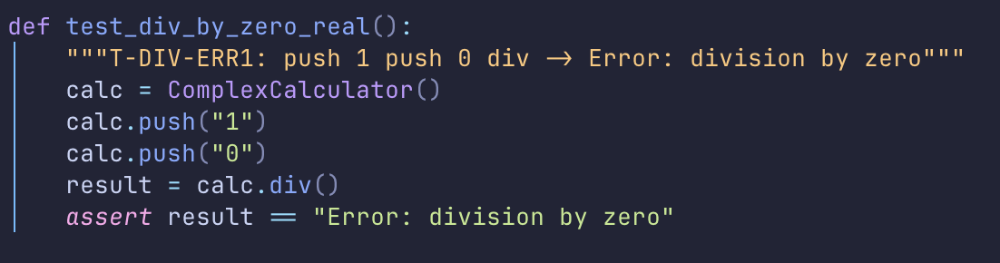 def test_div_by_zero_real():
    """T-DIV-ERR1: push 1 push 0 div -> Error: division by zero"""
    calc = ComplexCalculator()
    calc.push("1")
    calc.push("0")
    result = calc.div()
    assert result == "Error: division by zero"